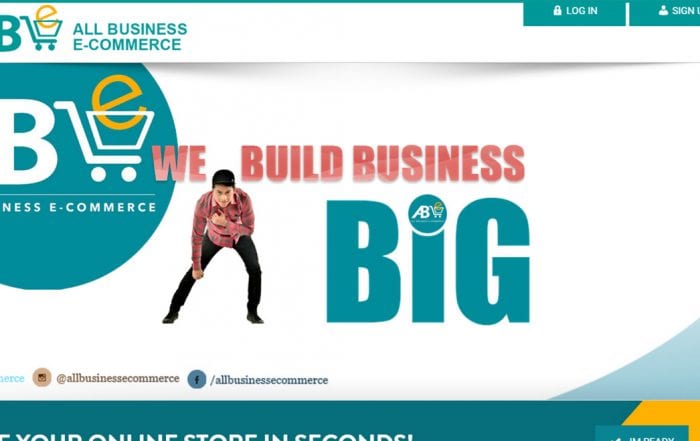 B e ALL BUSINESS
E-COMMERCE
LOG IN
SIGN U
B e
NESS E-COMMERCE
WE BUILD BUSINESS
ABe
BiG
merce
@allbusinessecommerce
/allbusinessecommerce
YOUR ONLINE STORE IN SECONDS!
I'M READY